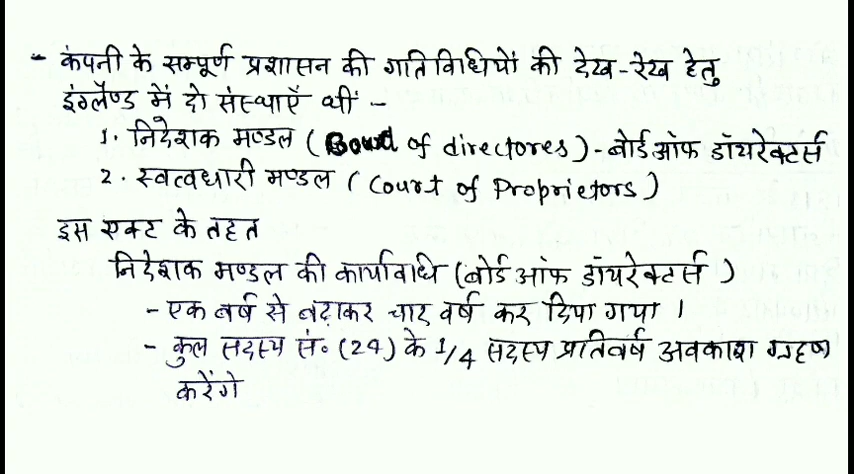 - कंपनी के सम्पूर्ण प्रशासन की गतिविधियों की देख-रेख हेतु
इंग्लैण्ड में दो संस्थाएँ थीं -
1. निदेशक मण्डल (Board of directores) - बोर्ड ऑफ डॉयरेक्टर्स
2. स्वत्वधारी मण्डल (Court of Proprietors)
इस एक्ट के तहत
निदेशक मण्डल की कार्यावधि (बोर्ड ऑफ डॉयरेक्टर्स)
- एक वर्ष से बढ़ाकर चार वर्ष कर दिया गया ।
- कुल सदस्य सं० (24) के 1/4 सदस्य प्रतिवर्ष अवकाश ग्रहण
करेंगे